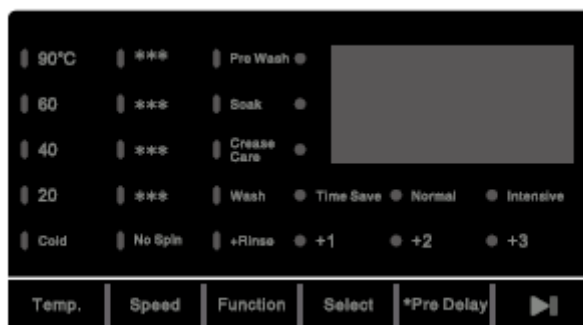 90°C *** Pre Wash
60 *** Soak
40 *** Crease Care
20 *** Wash Time Save Normal Intensive
Cold No Spin +Rinse +1 +2 +3
Temp. Speed Function Select *Pre Delay